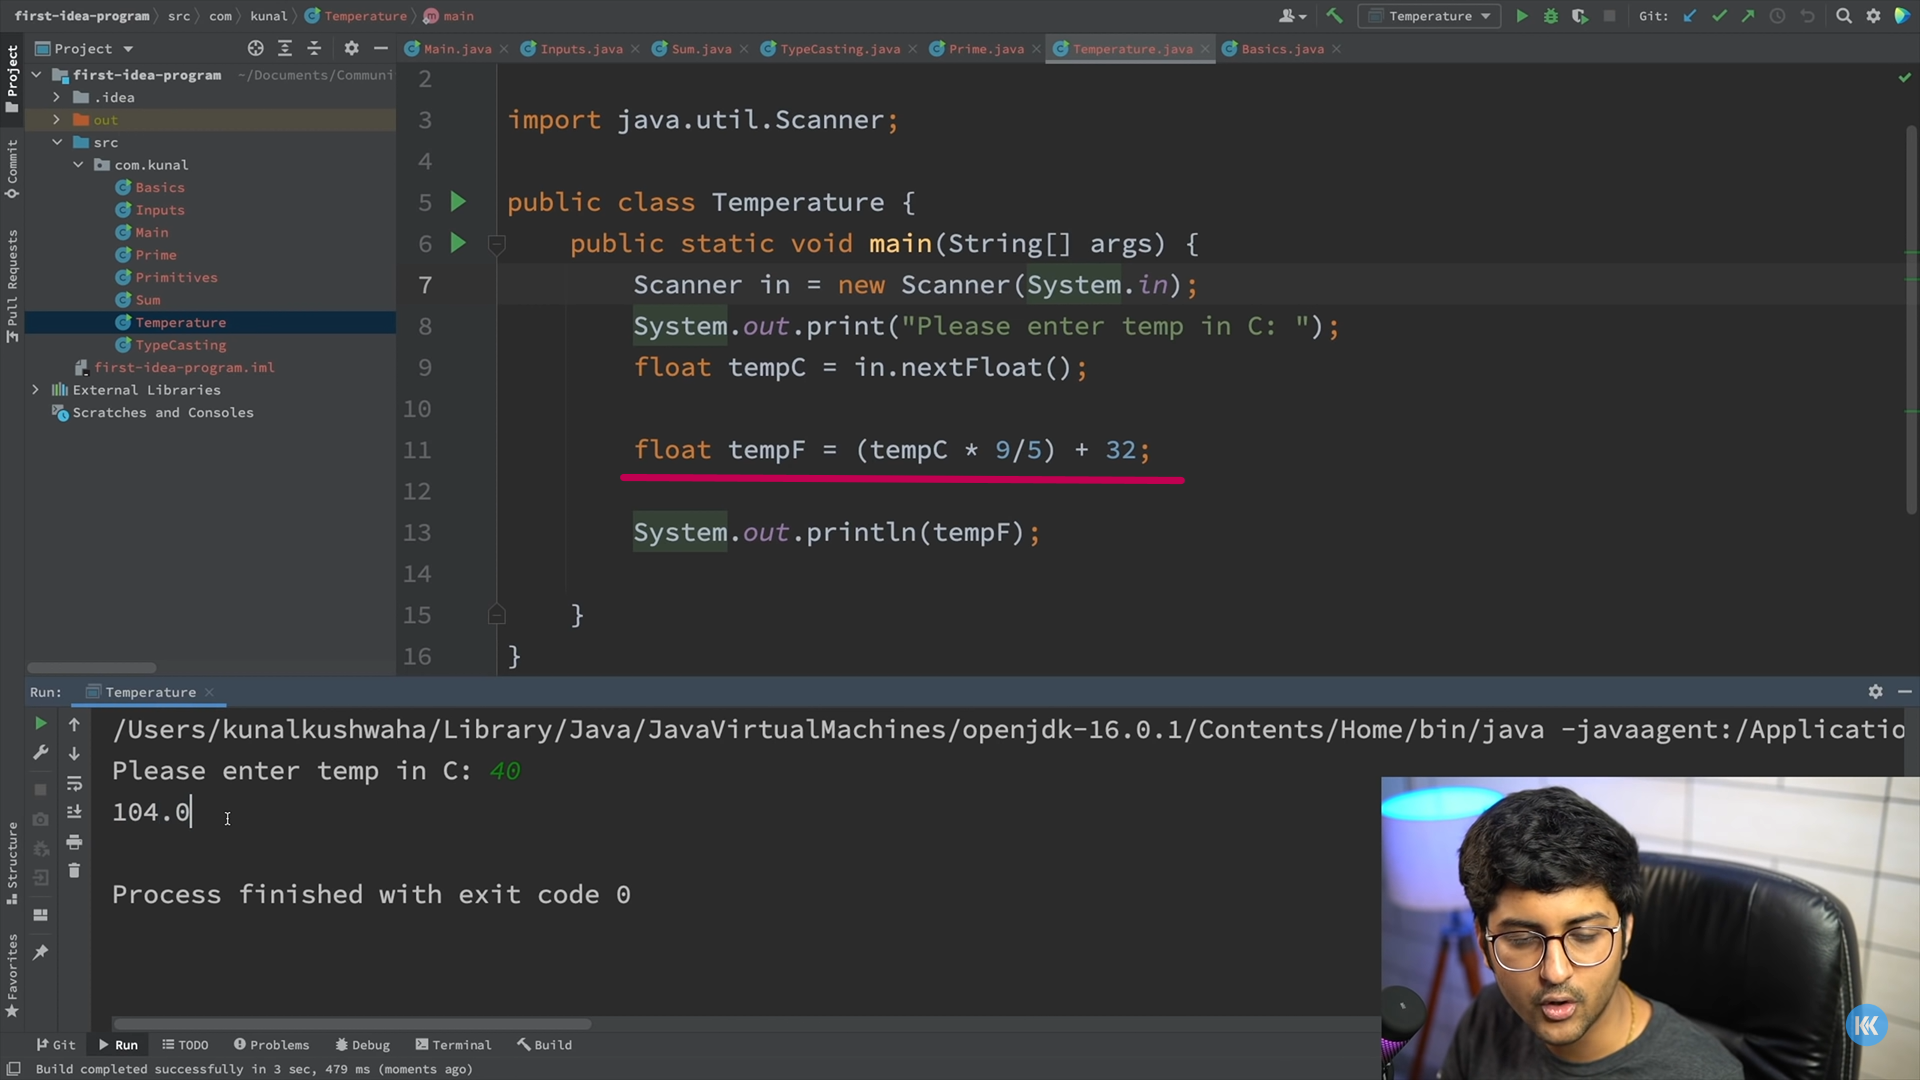 first-idea-program src com kunal Temperature main
Temperature Git:
Project
Main.java Inputs.java Sum.java TypeCasting.java Prime.java Temperature.java Basics.java
first-idea-program ~/Documents/Communi
.idea
out
src
com.kunal
Basics
Inputs
Main
Prime
Primitives
Sum
Temperature
TypeCasting
first-idea-program.iml
External Libraries
Scratches and Consoles
Project
Commit
Pull Requests
Structure
Favorites
2
3 import java.util.Scanner;
4
5 public class Temperature {
6 public static void main(String[] args) {
7 Scanner in = new Scanner(System.in);
8 System.out.print("Please enter temp in C: ");
9 float tempC = in.nextFloat();
10
11 float tempF = (tempC * 9/5) + 32;
12
13 System.out.println(tempF);
14
15 }
16 }
Run: Temperature
/Users/kunalkushwaha/Library/Java/JavaVirtualMachines/openjdk-16.0.1/Contents/Home/bin/java -javaagent:/Applicatio
Please enter temp in C: 40
104.0
Process finished with exit code 0
Git Run TODO Problems Debug Terminal Build
Build completed successfully in 3 sec, 479 ms (moments ago)